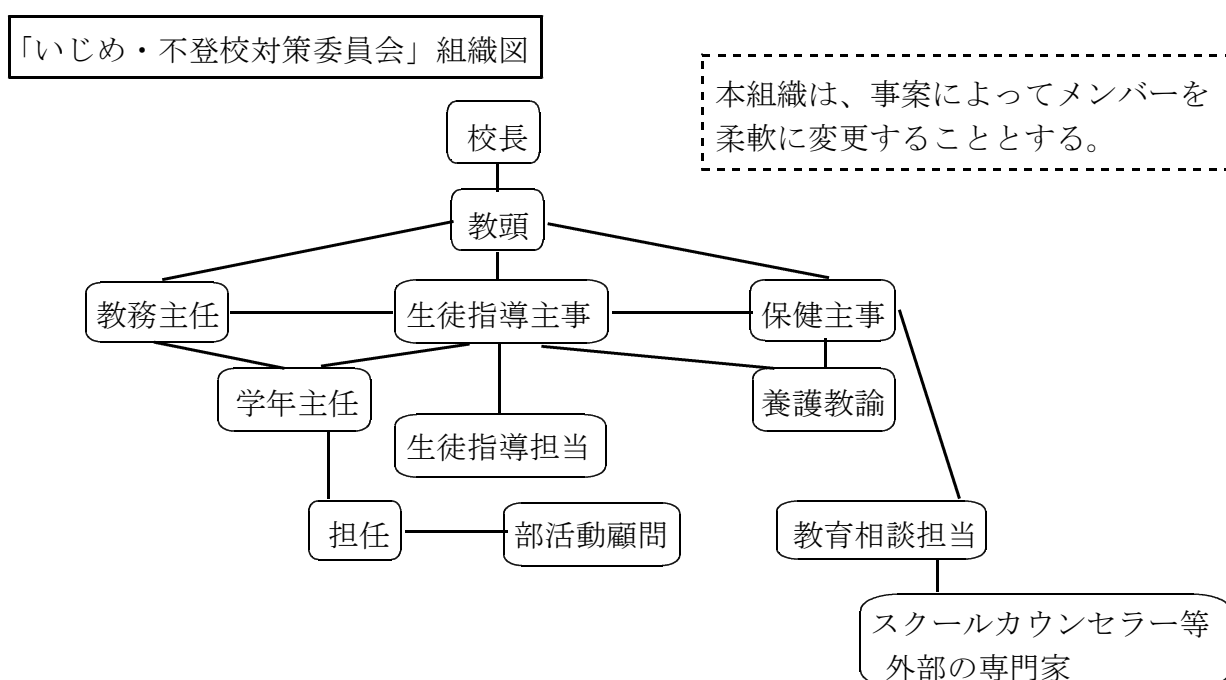 「いじめ・不登校対策委員会」組織図
本組織は、事案によってメンバーを
柔軟に変更することとする。
校長
教頭
教務主任
生徒指導主事
保健主事
学年主任
養護教諭
生徒指導担当
担任
部活動顧問
教育相談担当
スクールカウンセラー等
外部の専門家